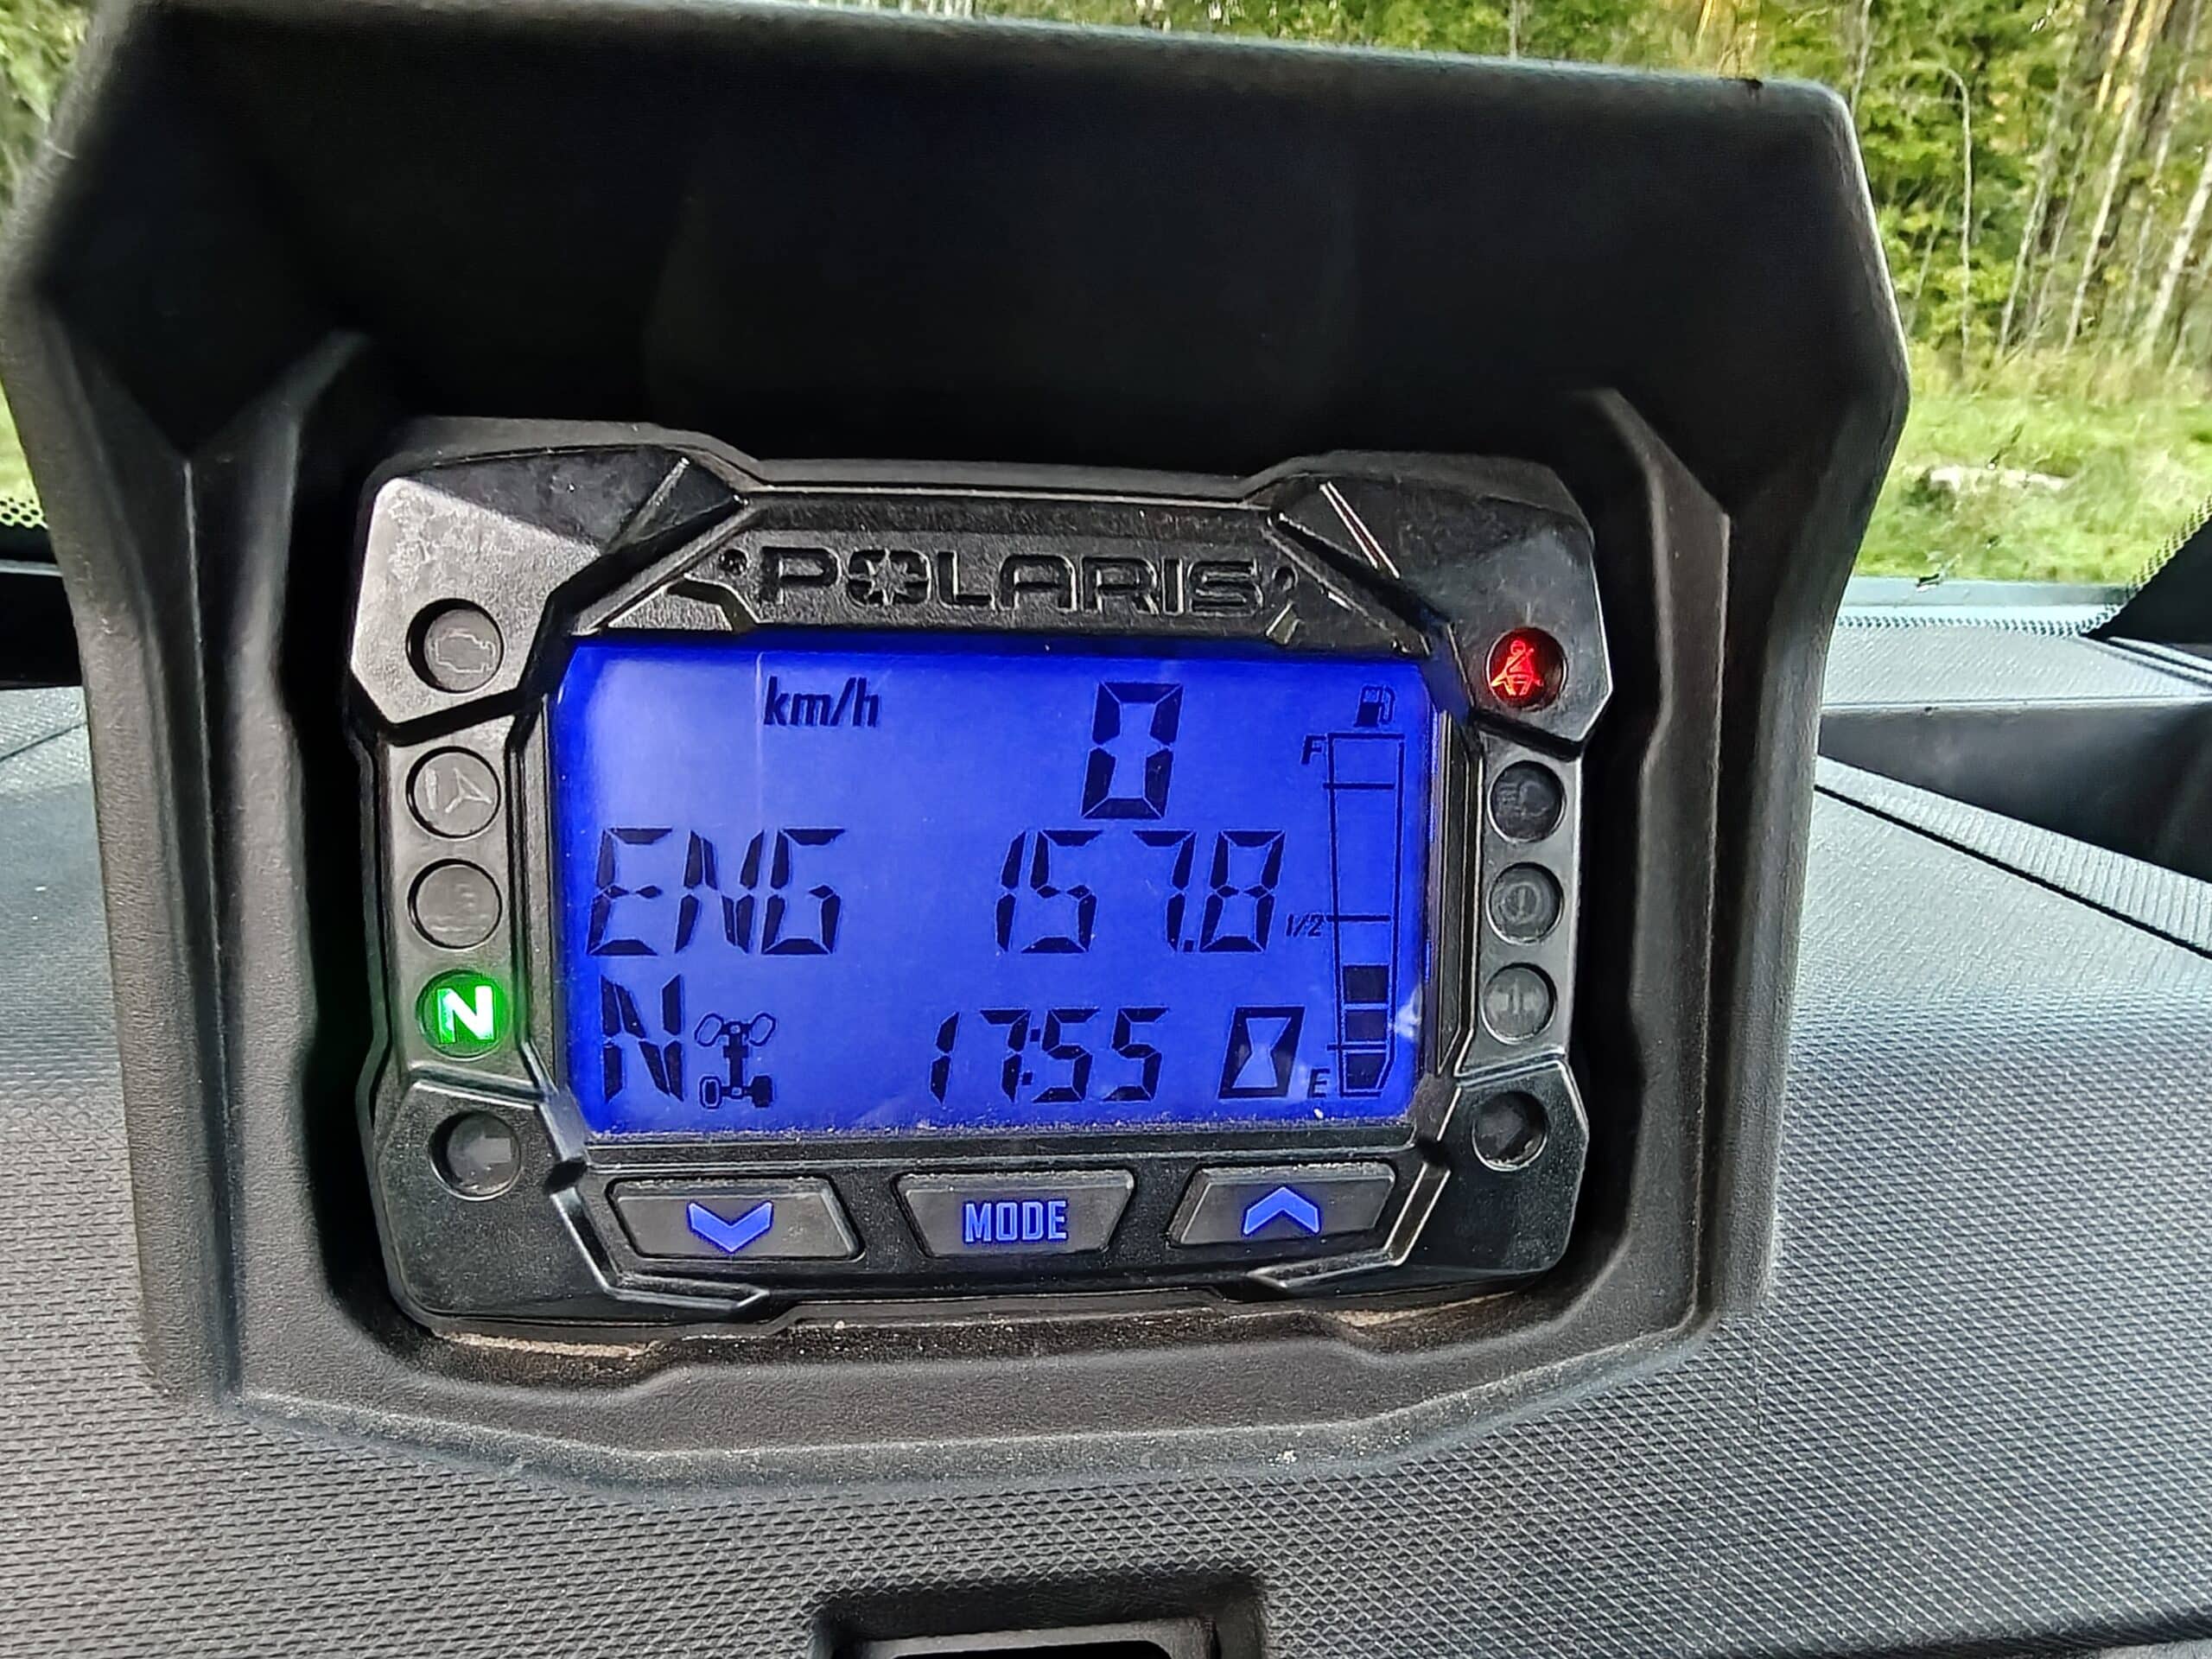 POLARIS
km/h 0
F
ENG 157.8
1/2
N
N 17:55
E
MODE